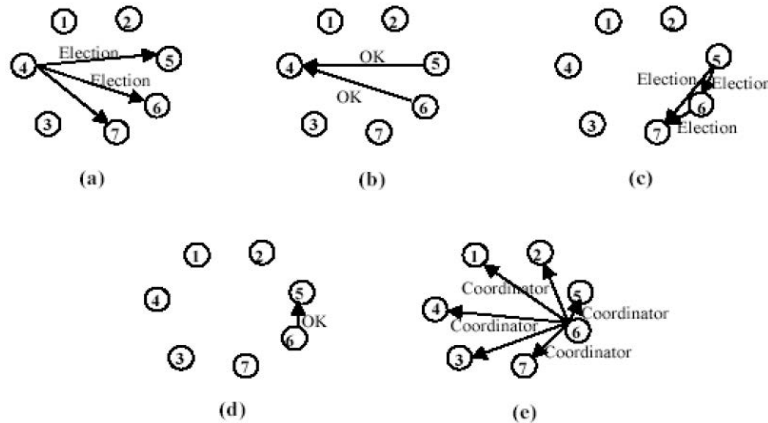 1 2
4 Election 5
Election 6
3 7
(a)
1 2
4 OK 5
OK 6
3 7
(b)
1 2
4 5
Election Election
6
3 7 Election
(c)
1 2
4 5
OK
3 7 6
(d)
1 2
Coordinator 5
4 Coordinator Coordinator
6
3 7 Coordinator
(e)